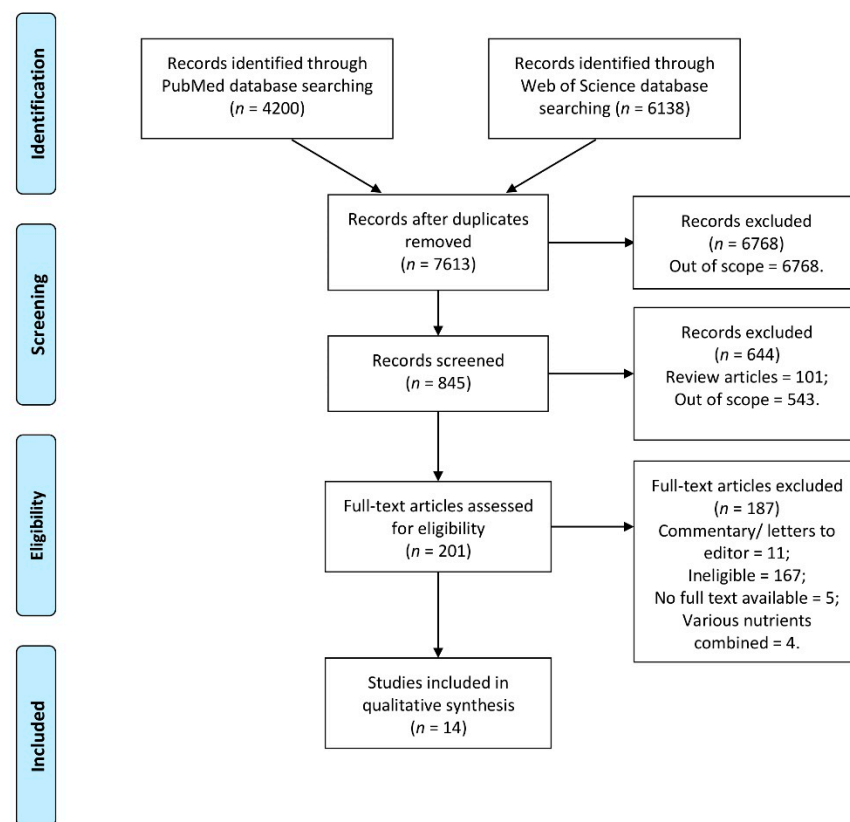 Identification
Records identified through
PubMed database searching
(n = 4200)
Records identified through
Web of Science database
searching (n = 6138)
Screening
Records after duplicates
removed
(n = 7613)
Records excluded
(n = 6768)
Out of scope = 6768.
Records screened
(n = 845)
Records excluded
(n = 644)
Review articles = 101;
Out of scope = 543.
Eligibility
Full-text articles assessed
for eligibility
(n = 201)
Full-text articles excluded
(n = 187)
Commentary/ letters to
editor = 11;
Ineligible = 167;
No full text available = 5;
Various nutrients
combined = 4.
Included
Studies included in
qualitative synthesis
(n = 14)